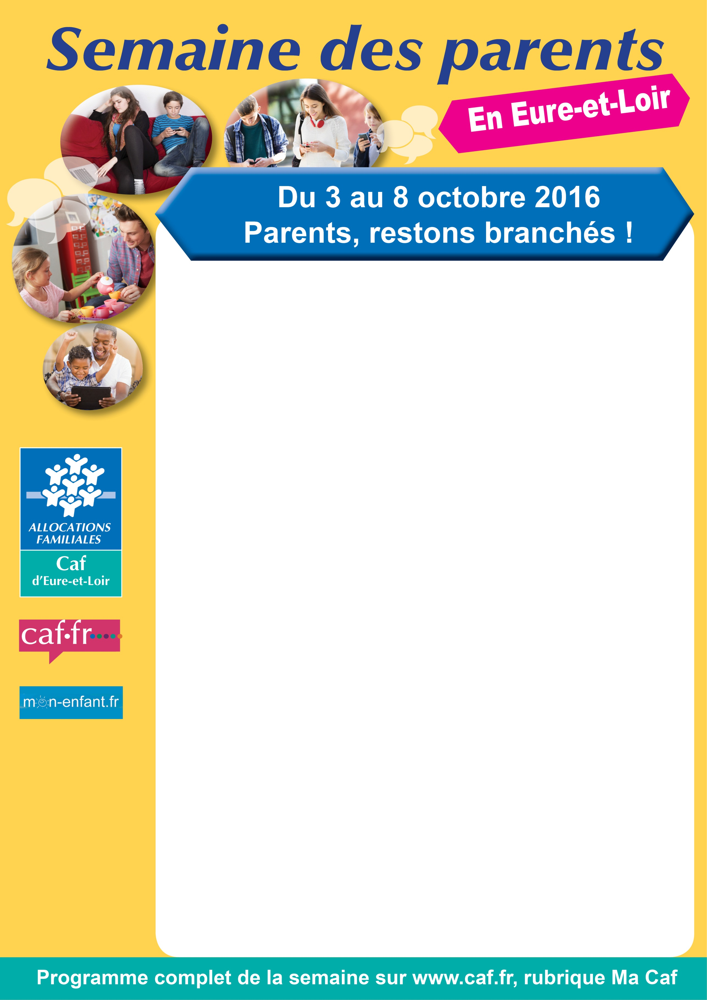 Semaine des parents
En Eure-et-Loir
Du 3 au 8 octobre 2016
Parents, restons branchés !
ALLOCATIONS
FAMILIALES
Caf
d'Eure-et-Loir
caf.fr
mon-enfant.fr
Programme complet de la semaine sur www.caf.fr, rubrique Ma Caf